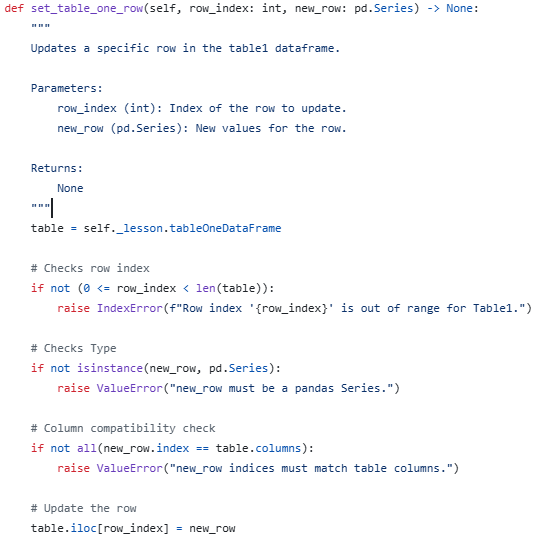 def set_table_one_row(self, row_index: int, new_row: pd.Series) -> None:
    """
    Updates a specific row in the table1 dataframe.

    Parameters:
        row_index (int): Index of the row to update.
        new_row (pd.Series): New values for the row.

    Returns:
        None
    """
    table = self._lesson.tableOneDataFrame

    # Checks row index
    if not (0 <= row_index < len(table)):
        raise IndexError(f"Row index '{row_index}' is out of range for Table1.")

    # Checks Type
    if not isinstance(new_row, pd.Series):
        raise ValueError("new_row must be a pandas Series.")

    # Column compatibility check
    if not all(new_row.index == table.columns):
        raise ValueError("new_row indices must match table columns.")

    # Update the row
    table.iloc[row_index] = new_row